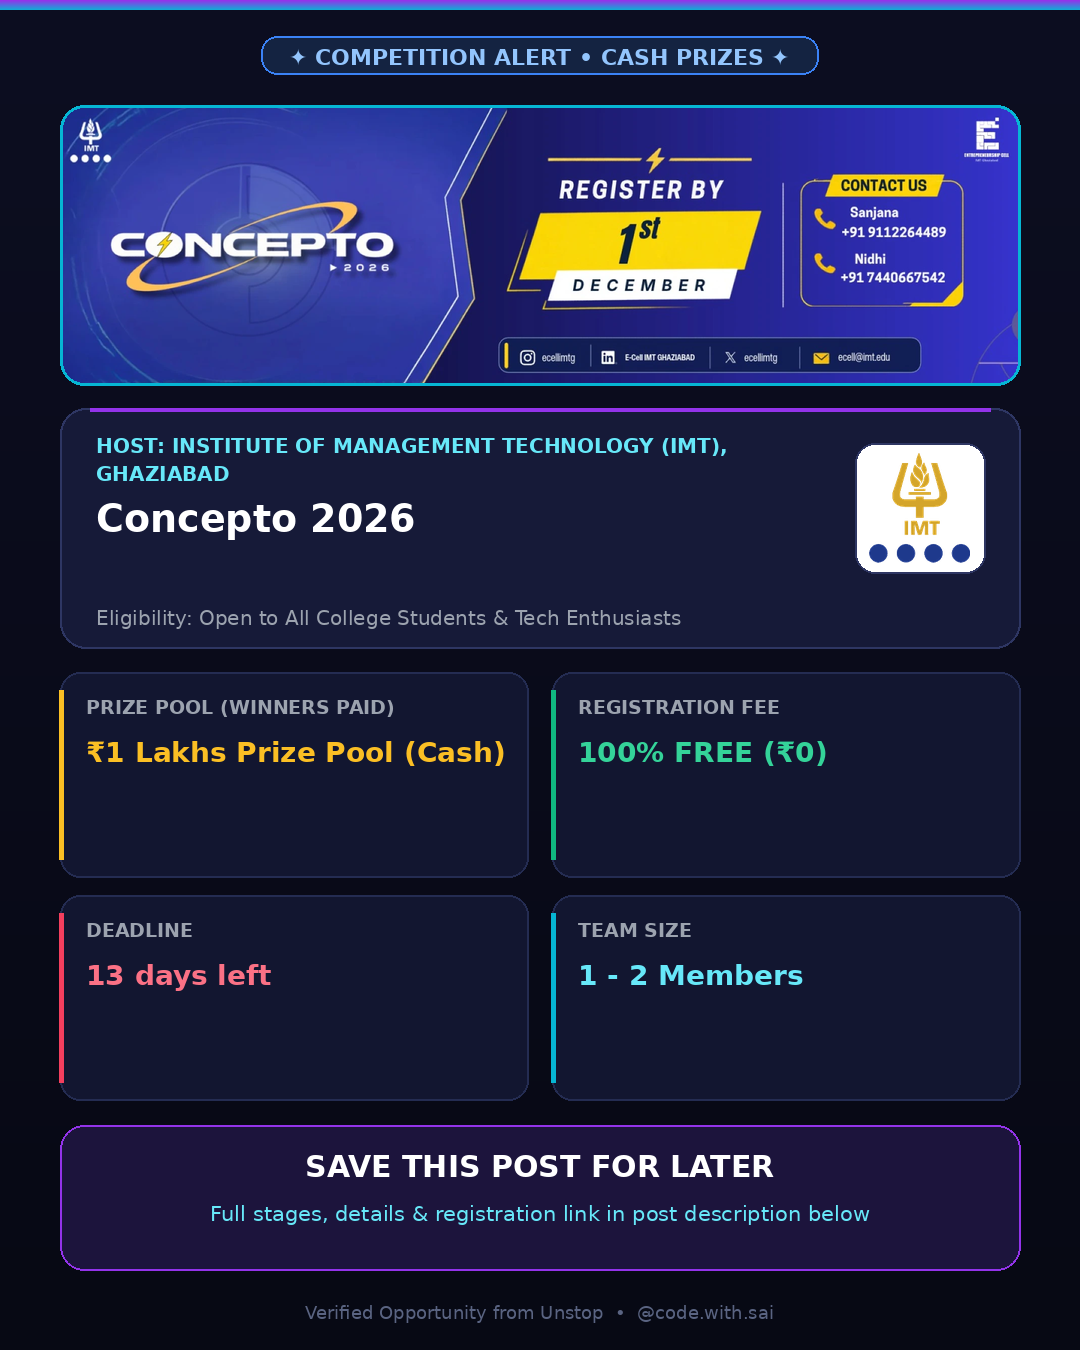 ✦ COMPETITION ALERT • CASH PRIZES ✦
IMT
CONCEPTO
▸2026
REGISTER BY
1st
DECEMBER
CONTACT US
Sanjana
+91 9112264489
Nidhi
+91 7440667542
ENTREPRENEURSHIP CELL
ecellimtg
E-Cell IMT GHAZIABAD
ecellimtg
ecell@imt.edu
HOST: INSTITUTE OF MANAGEMENT TECHNOLOGY (IMT),
GHAZIABAD
Concepto 2026
IMT
Eligibility: Open to All College Students & Tech Enthusiasts
PRIZE POOL (WINNERS PAID)
₹1 Lakhs Prize Pool (Cash)
REGISTRATION FEE
100% FREE (₹0)
DEADLINE
13 days left
TEAM SIZE
1 - 2 Members
SAVE THIS POST FOR LATER
Full stages, details & registration link in post description below
Verified Opportunity from Unstop • @code.with.sai